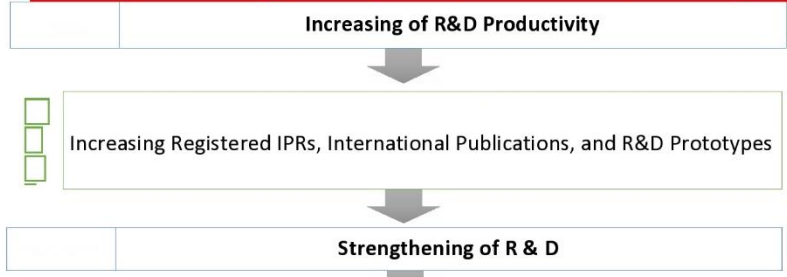 Increasing of R&D Productivity
Increasing Registered IPRs, International Publications, and R&D Prototypes
Strengthening of R & D